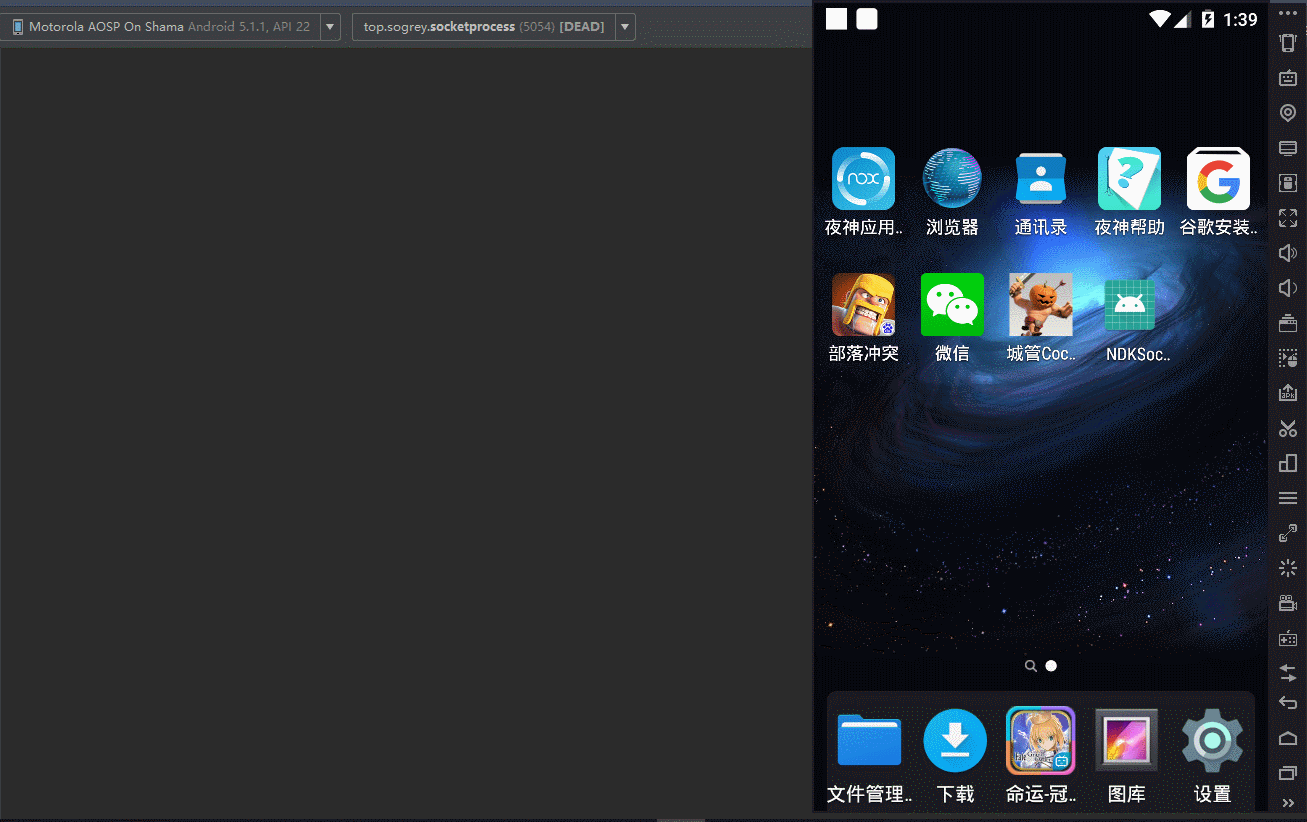 Motorola AOSP On Shama Android 5.1.1, API 22
top.sogrey.socketprocess (5054) [DEAD]
1:39
nox
夜神应用..
浏览器
通讯录
夜神帮助
谷歌安装..
部落冲突
微信
城管Coc..
NDKSoc..
文件管理..
下载
命运-冠..
图库
设置